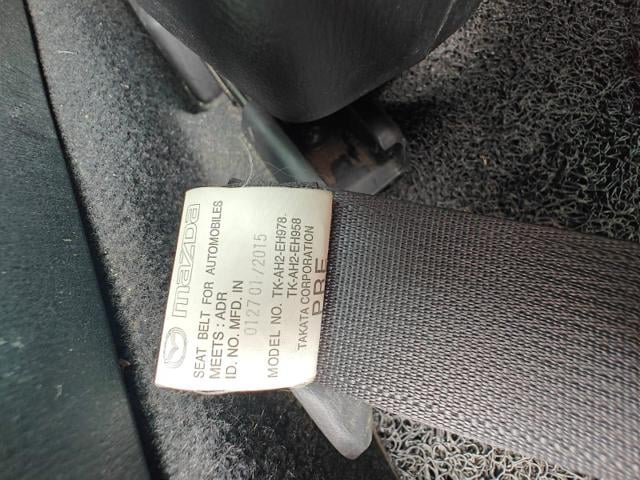 mazda
SEAT BELT FOR AUTOMOBILES
MEETS : ADR
ID. NO. MFD. IN
0127 01/2015
MODEL NO. TK-AH2-EH978.
TK-AH2-EH958
TAKATA CORPORATION
PRE